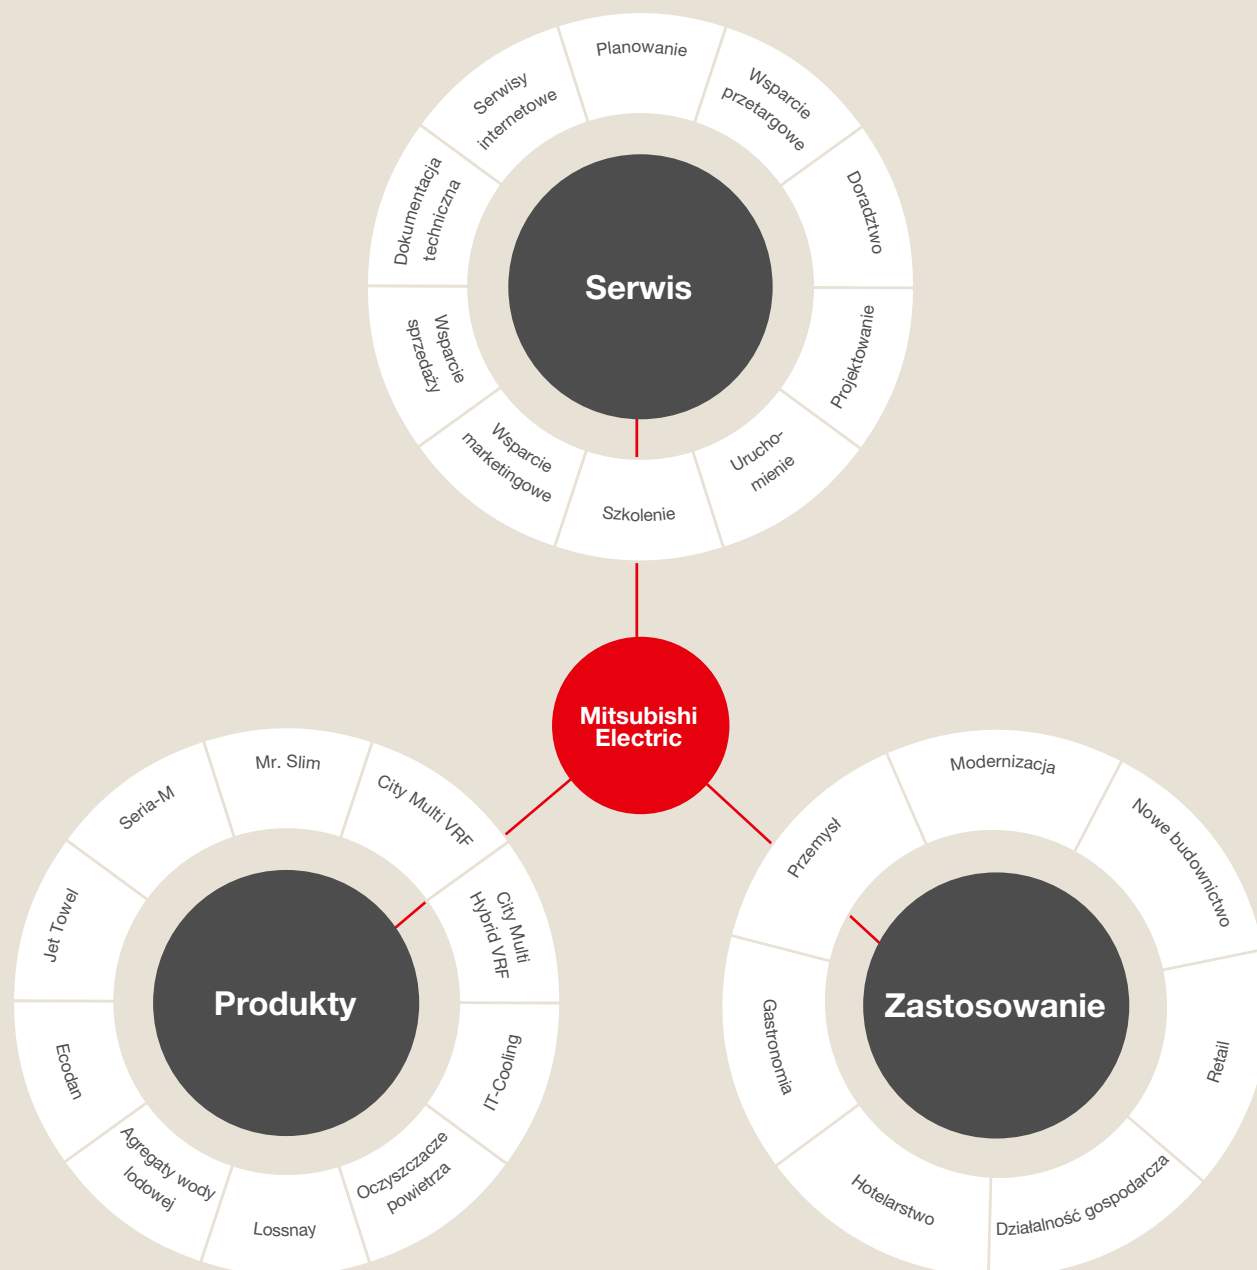 Planowanie
Wsparcie
przetargowe
Doradztwo
Projektowanie
Urucho-
mienie
Szkolenie
Wsparcie
marketingowe
Wsparcie
sprzedaży
Dokumentacja
techniczna
Serwisy
internetowe
Serwis
Mitsubishi
Electric
Mr. Slim
City Multi VRF
City Multi
Hybrid VRF
IT-Cooling
Oczyszczacze
powietrza
Lossnay
Agregaty wody
lodowej
Ecodan
Jet Towel
Seria-M
Produkty
Modernizacja
Nowe budownictwo
Retail
Działalność gospodarcza
Hotelarstwo
Gastronomia
Przemysł
Zastosowanie